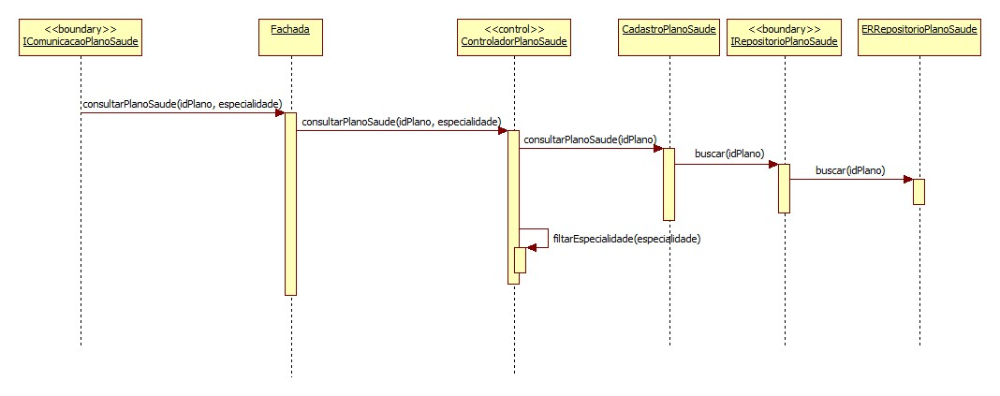 <<boundary>>
IComunicacaoPlanoSaude
Fachada
<<control>>
ControladorPlanoSaude
CadastroPlanoSaude
<<boundary>>
IRepositorioPlanoSaude
ERRepositorioPlanoSaude
consultarPlanoSaude(idPlano, especialidade)
consultarPlanoSaude(idPlano, especialidade)
consultarPlanoSaude(idPlano)
buscar(idPlano)
buscar(idPlano)
filtarEspecialidade(especialidade)